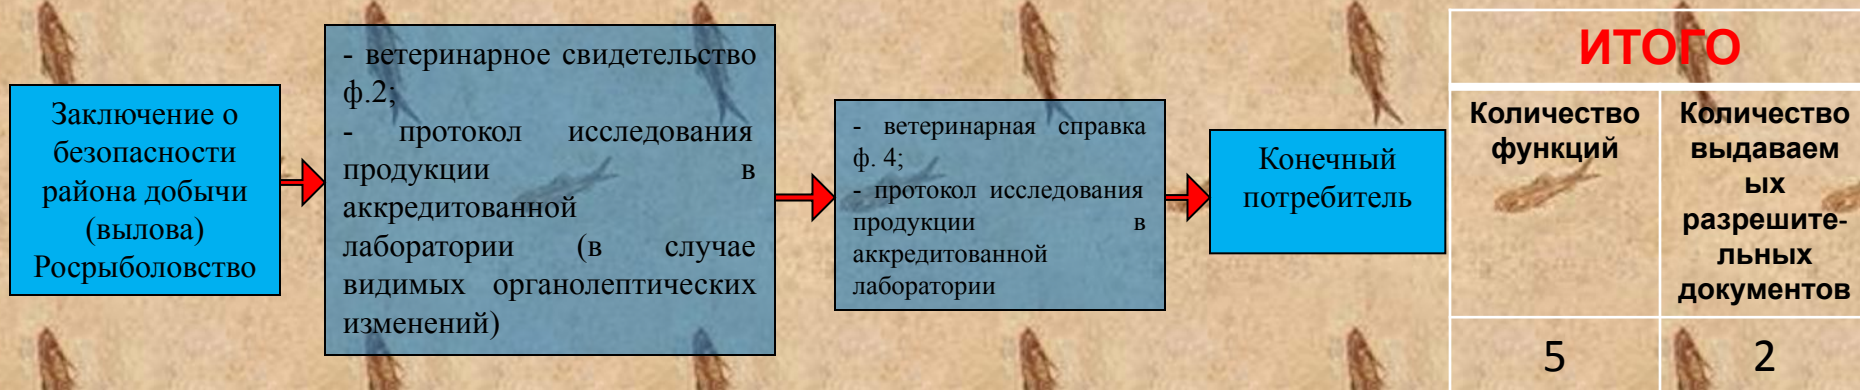 Заключение о
безопасности
района добычи
(вылова)
Росрыболовство
- ветеринарное свидетельство
ф.2;
- протокол исследования
продукции в
аккредитованной
лаборатории (в случае
видимых органолептических
изменений)
- ветеринарная справка
ф. 4;
- протокол исследования
продукции в
аккредитованной
лаборатории
Конечный
потребитель
ИТОГО
Количество
функций
Количество
выдаваем
ых
разрешите-
льных
документов
5
2